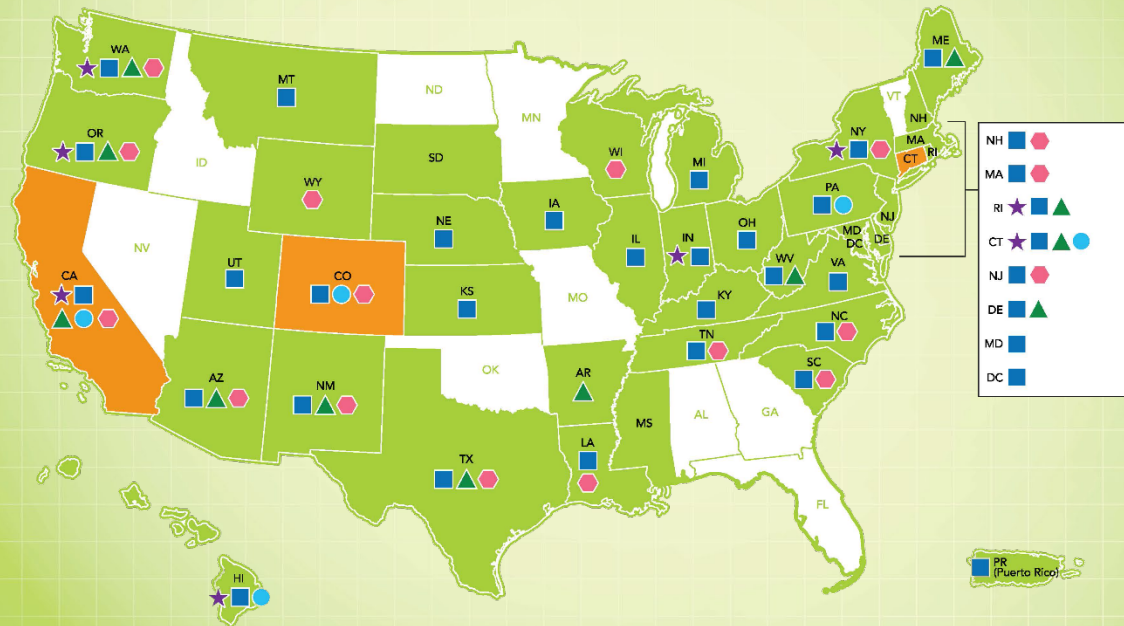 WA
MT
ND
MN
ME
VT
NH
OR
ID
SD
WI
MI
NY
MA
CT
RI
WY
NE
IA
PA
NJ
NV
UT
CO
IL
IN
OH
MD
DC
DE
CA
KS
MO
WV
VA
KY
AZ
NM
OK
AR
TN
NC
SC
MS
AL
GA
TX
LA
FL
HI
PR
(Puerto Rico)
NH
MA
RI
CT
NJ
DE
MD
DC